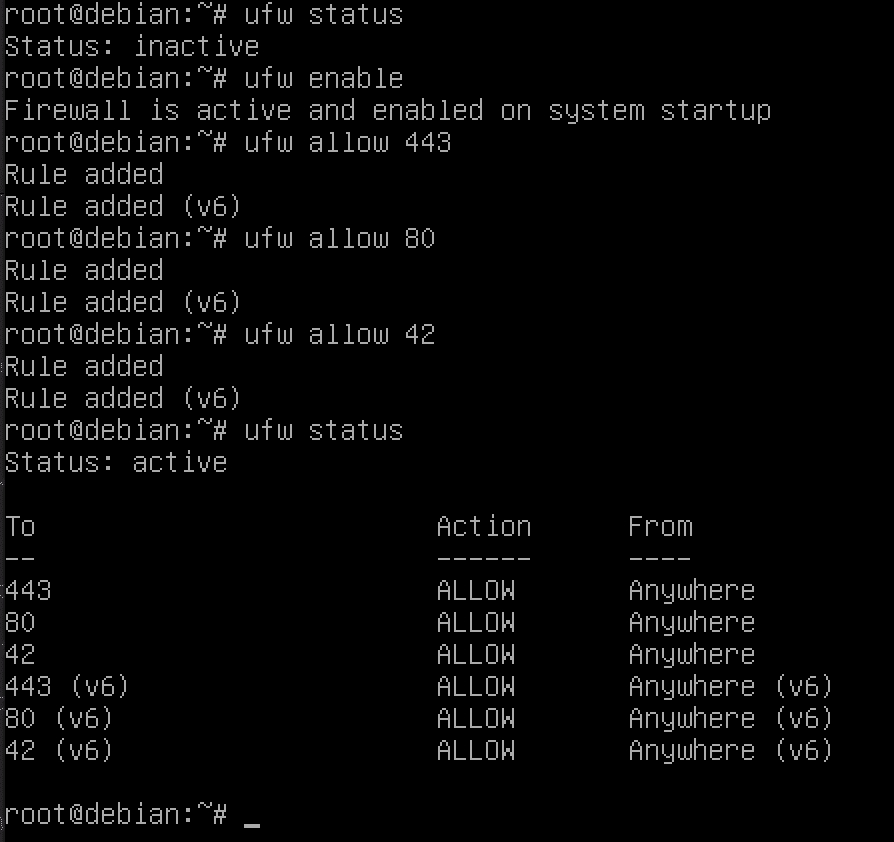 root@debian:~# ufw status
Status: inactive
root@debian:~# ufw enable
Firewall is active and enabled on system startup
root@debian:~# ufw allow 443
Rule added
Rule added (v6)
root@debian:~# ufw allow 80
Rule added
Rule added (v6)
root@debian:~# ufw allow 42
Rule added
Rule added (v6)
root@debian:~# ufw status
Status: active

To                         Action      From
--                         ------      ----
443                        ALLOW       Anywhere
80                         ALLOW       Anywhere
42                         ALLOW       Anywhere
443 (v6)                   ALLOW       Anywhere (v6)
80 (v6)                    ALLOW       Anywhere (v6)
42 (v6)                    ALLOW       Anywhere (v6)

root@debian:~# _